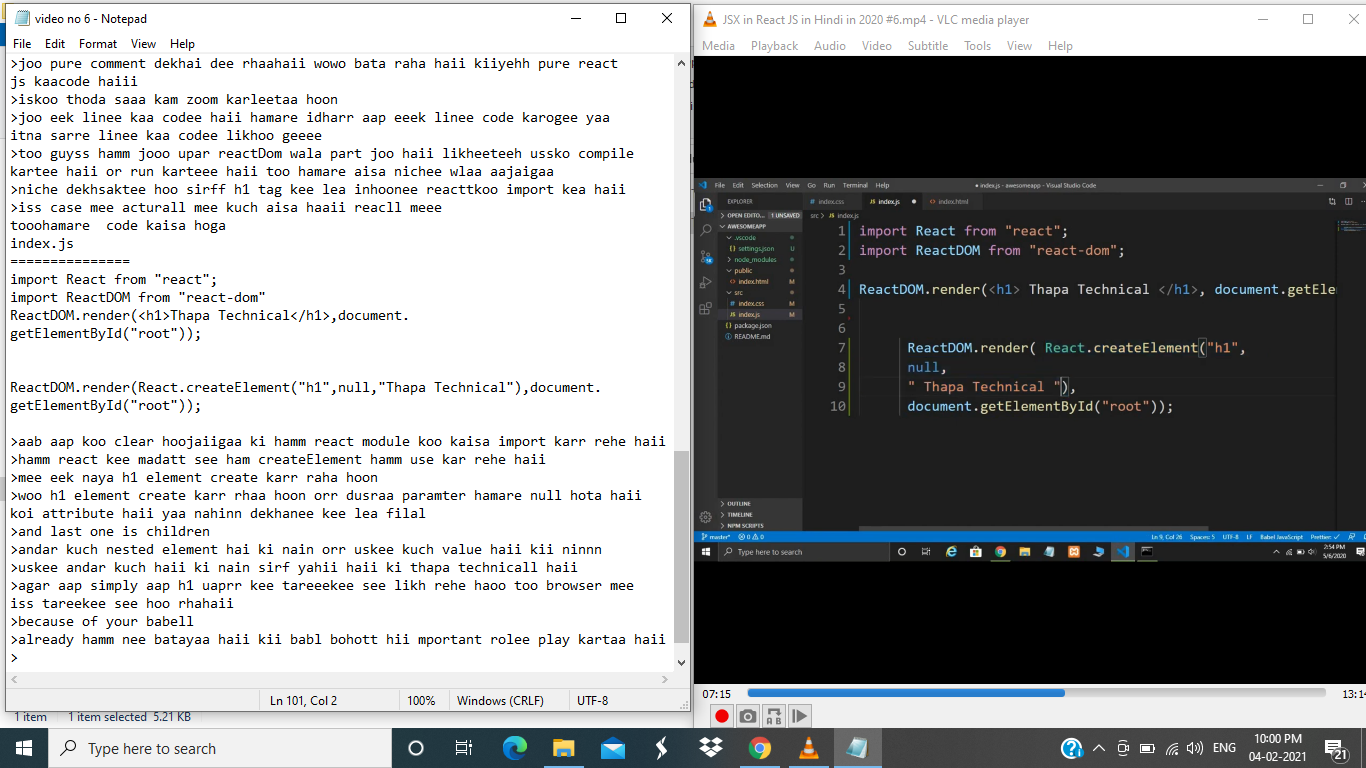 video no 6 - Notepad
File Edit Format View Help
>joo pure comment dekhai dee rhaahaii wowo bata raha haii kiiyehh pure react
js kaacode haiii
>iskoo thoda saaa kam zoom karleetaa hoon
>joo eek linee kaa codee haii hamare idharr aap eeek linee code karogee yaa
itna sarre linee kaa codee likhoo geeee
>too guyss hamm jooo upar reactDom wala part joo haii likheeteeh ussko compile
kartee haii or run karteee haii too hamare aisa nichee wlaa aajaigaa
>niche dekhsaktee hoo sirff h1 tag kee lea inhoonee reacttkoo import kea haii
>iss case mee acturall mee kuch aisa haaii reacll meee
tooohamare  code kaisa hoga
index.js
===============
import React from "react";
import ReactDOM from "react-dom"
ReactDOM.render(<h1>Thapa Technical</h1>,document.
getElementById("root"));
ReactDOM.render(React.createElement("h1",null,"Thapa Technical"),document.
getElementById("root"));
>aab aap koo clear hoojaiigaa ki hamm react module koo kaisa import karr rehe haii
>hamm react kee madatt see ham createElement hamm use kar rehe haii
>mee eek naya h1 element create karr raha hoon
>woo h1 element create karr rhaa hoon orr dusraa paramter hamare null hota haii
koi attribute haii yaa nahinn dekhanee kee lea filal
>and last one is children
>andar kuch nested element hai ki nain orr uskee kuch value haii kii ninnn
>uskee andar kuch haii ki nain sirf yahii haii ki thapa technicall haii
>agar aap simply aap h1 uaprr kee tareeekee see likh rehe haoo too browser mee
iss tareekee see hoo rhahaii
>because of your babell
>already hamm nee batayaa haii kii babl bohott hii mportant rolee play kartaa haii
>
Ln 101, Col 2 100% Windows (CRLF) UTF-8
1 item 1 item selected 5.21 KB
JSX in React JS in Hindi in 2020 #6.mp4 - VLC media player
Media Playback Audio Video Subtitle Tools View Help
File Edit Selection View Go Run Terminal Help ● index.js - awesomeapp - Visual Studio Code
EXPLORER # index.css index.js ● index.html
OPEN EDITO... 1 UNSAVED src > index.js
AWESOMEAPP
.vscode
settings.json U
node_modules
public
index.html M
src
index.css M
index.js M
package.json
README.md
1 import React from "react";
2 import ReactDOM from "react-dom";
3
4 ReactDOM.render(<h1> Thapa Technical </h1>, document.getEle
5
6
7 ReactDOM.render( React.createElement("h1",
8 null,
9 " Thapa Technical "),
10 document.getElementById("root"));
OUTLINE
TIMELINE
NPM SCRIPTS
master* 0 0 Ln 9, Col 26 Spaces: 5 UTF-8 LF Babel JavaScript Prettier: ✓
Type here to search 2:54 PM
5/6/2020
07:15 13:14
A B
Type here to search ENG 10:00 PM
04-02-2021 21